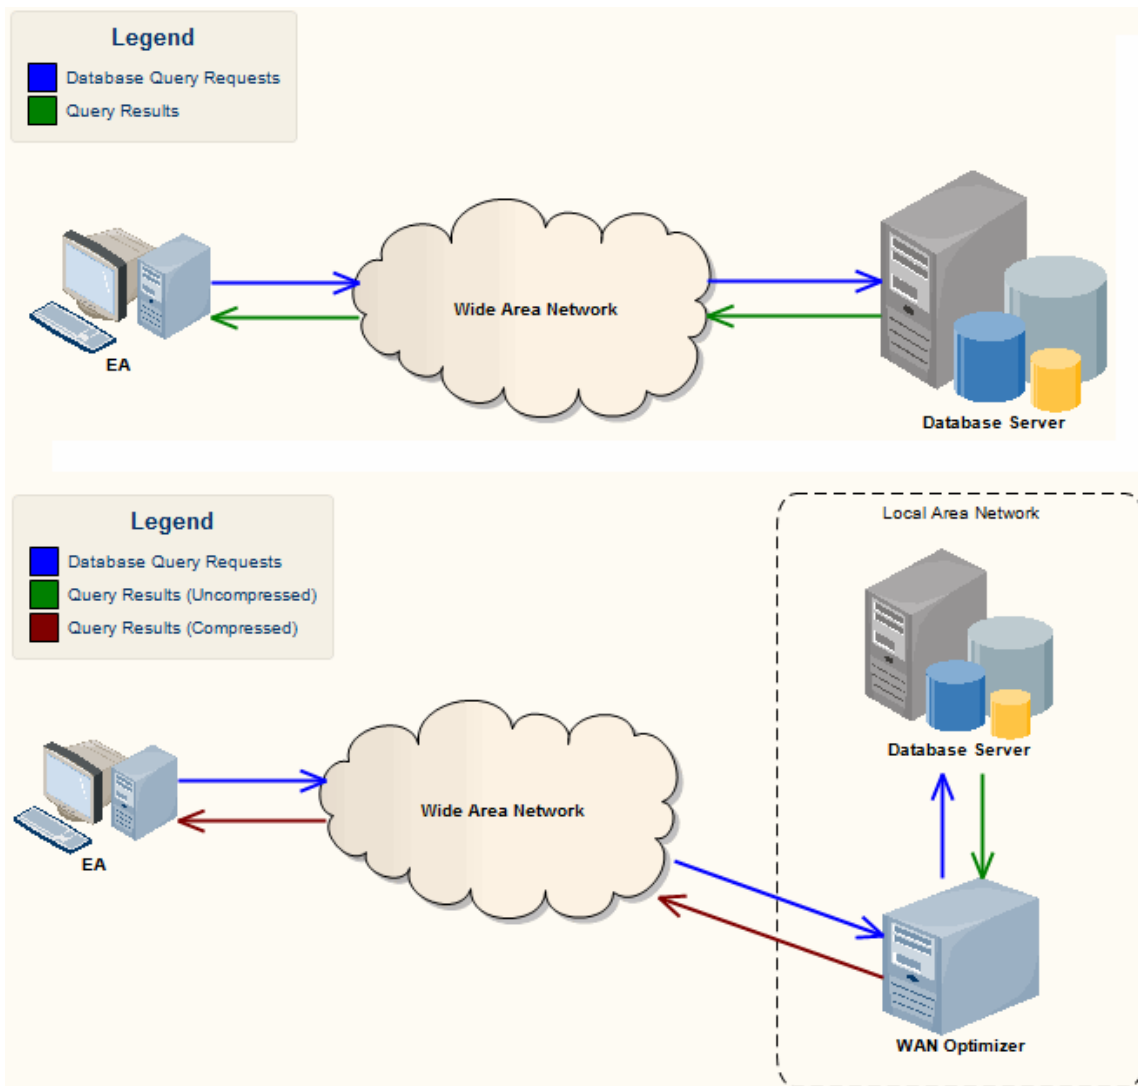 Legend
Database Query Requests
Query Results
Wide Area Network
EA
Database Server
Legend
Database Query Requests
Query Results (Uncompressed)
Query Results (Compressed)
Local Area Network
Database Server
Wide Area Network
EA
WAN Optimizer